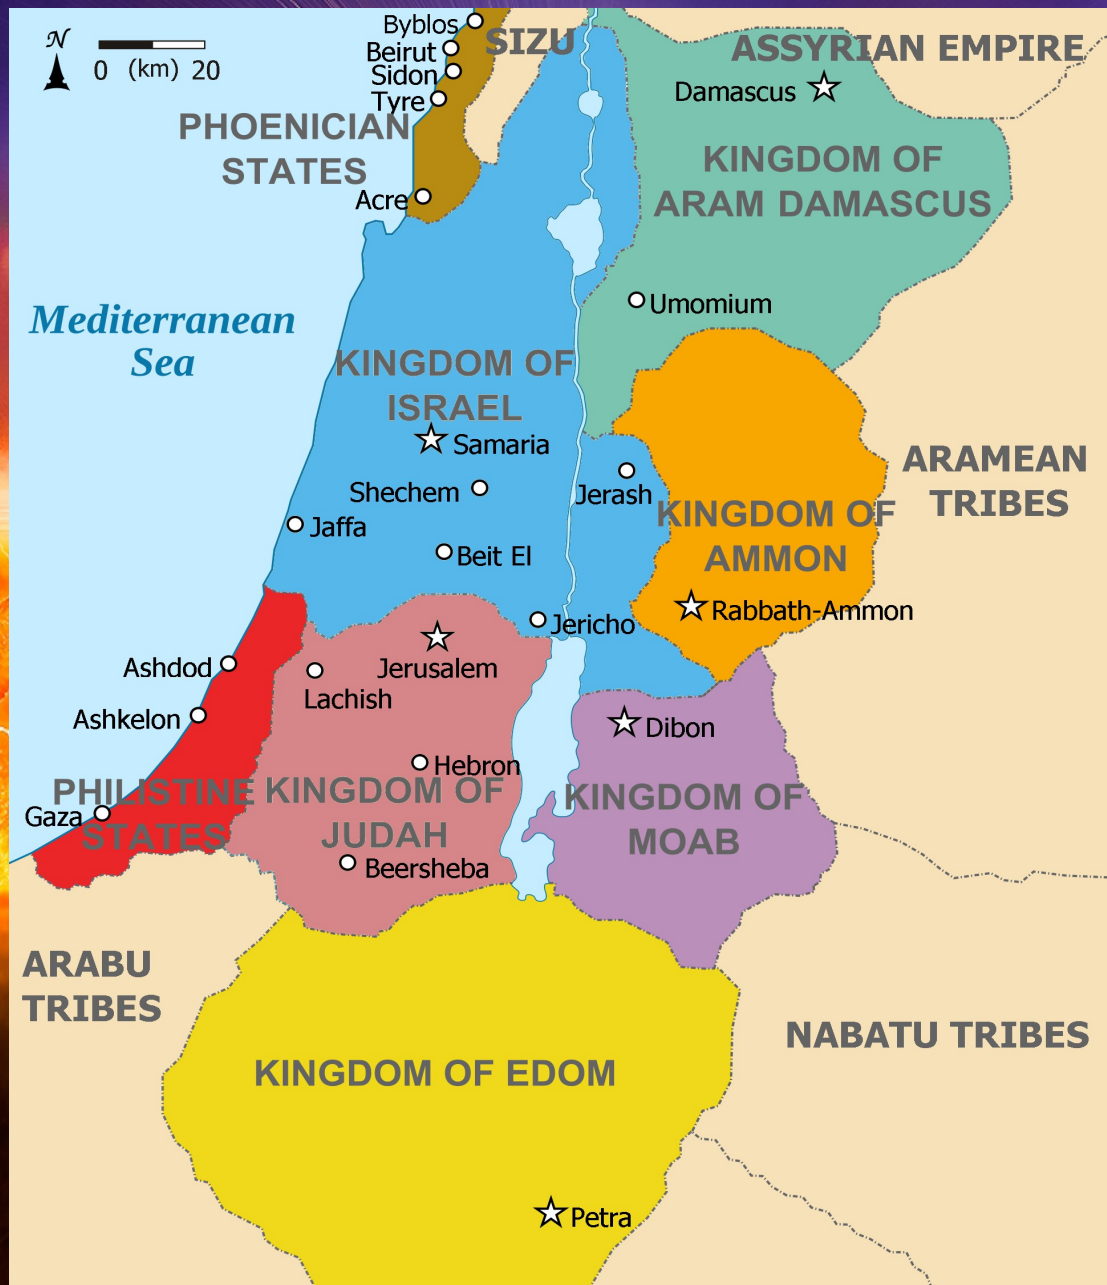 Byblos
SIZU
N
0 (km) 20
Beirut
ASSYRIAN EMPIRE
Sidon
Tyre
Damascus
PHOENICIAN
STATES
KINGDOM OF
ARAM DAMASCUS
Acre
Umomium
Mediterranean
Sea
KINGDOM OF
ISRAEL
Samaria
ARAMEAN
TRIBES
Shechem
Jerash
KINGDOM OF
AMMON
Jaffa
Beit El
Rabbath-Ammon
Jericho
Jerusalem
Ashdod
Lachish
Ashkelon
Dibon
Hebron
PHILISTINE
STATES
KINGDOM OF
JUDAH
KINGDOM OF
MOAB
Gaza
Beersheba
ARABU
TRIBES
NABATU TRIBES
KINGDOM OF EDOM
Petra